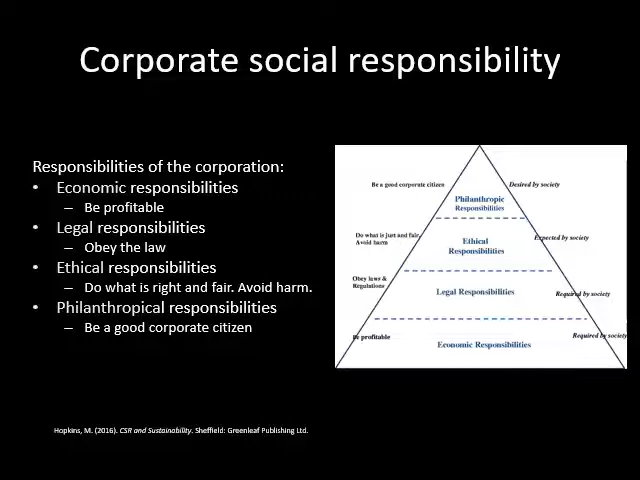 Corporate social responsibility
Responsibilities of the corporation:
• Economic responsibilities
– Be profitable
• Legal responsibilities
– Obey the law
• Ethical responsibilities
– Do what is right and fair. Avoid harm.
• Philanthropical responsibilities
– Be a good corporate citizen
Be a good corporate citizen
Desired by society
Philanthropic
Responsibilities
Do what is just and fair,
Avoid harm
Expected by society
Ethical
Responsibilities
Obey laws &
Regulations
Legal Responsibilities
Required by society
Be profitable
Required by society
Economic Responsibilities
Hopkins, M. (2016). CSR and Sustainability. Sheffield: Greenleaf Publishing Ltd.